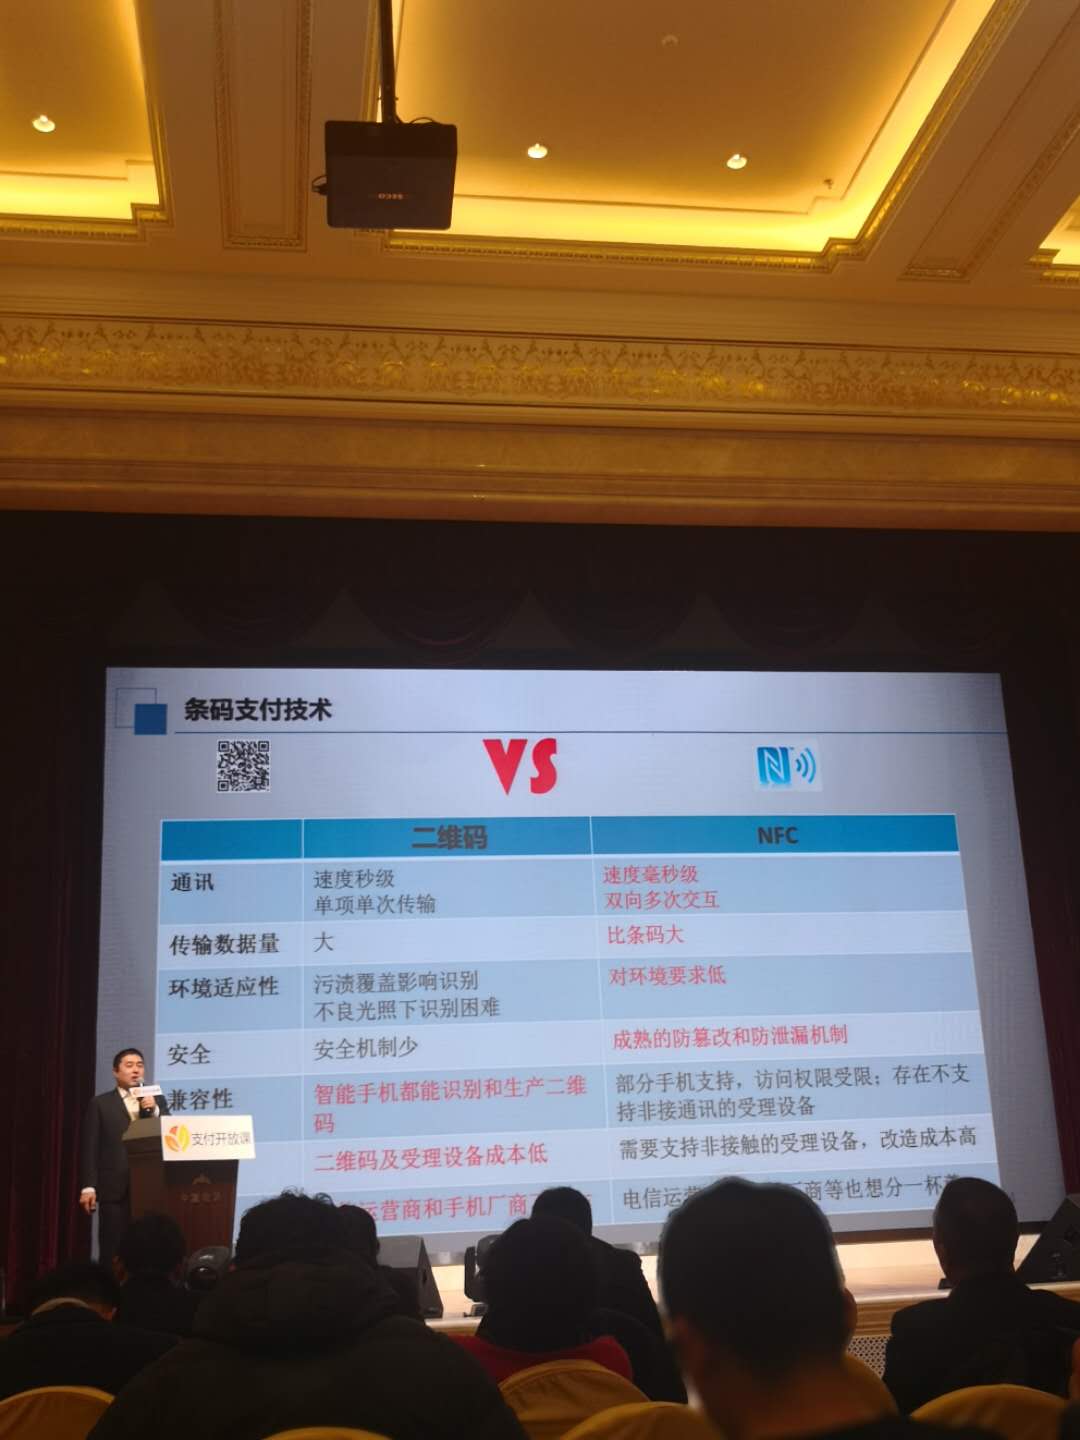 条码支付技术
VS
二维码
NFC
通讯
速度秒级
单项单次传输
速度毫秒级
双向多次交互
传输数据量
大
比条码大
环境适应性
污渍覆盖影响识别
不良光照下识别困难
对环境要求低
安全
安全机制少
成熟的防篡改和防泄漏机制
兼容性
智能手机都能识别和生产二维
码
部分手机支持，访问权限受限；存在不支
持非接通讯的受理设备
二维码及受理设备成本低
需要支持非接触的受理设备，改造成本高
运营商和手机厂商
电信运
商等也想分一杯
支付开放课